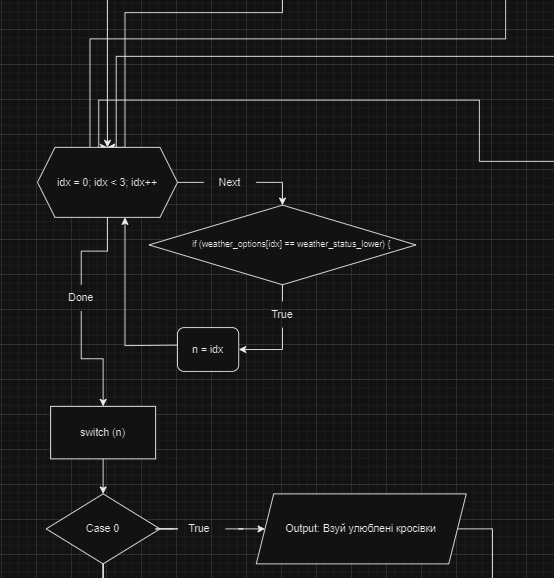 idx = 0; idx < 3; idx++
Next
if (weather_options[idx] == weather_status_lower) {
Done
True
n = idx
switch (n)
Case 0
True
Output: Взуй улюблені кросівки